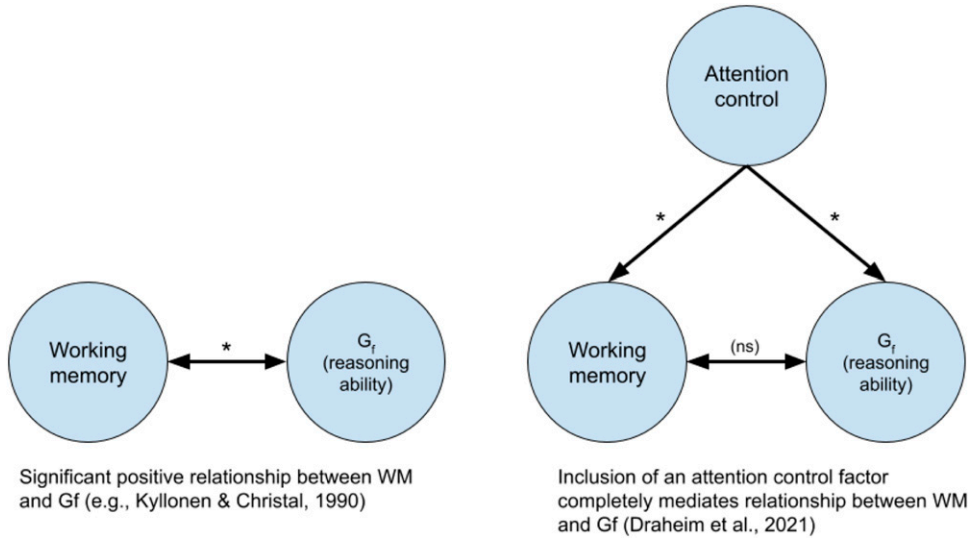 Attention
control
*
*
Working
memory
*
Gf
(reasoning
ability)
Working
memory
(ns)
Gf
(reasoning
ability)
Significant positive relationship between WM
and Gf (e.g., Kyllonen & Christal, 1990)
Inclusion of an attention control factor
completely mediates relationship between WM
and Gf (Draheim et al., 2021)